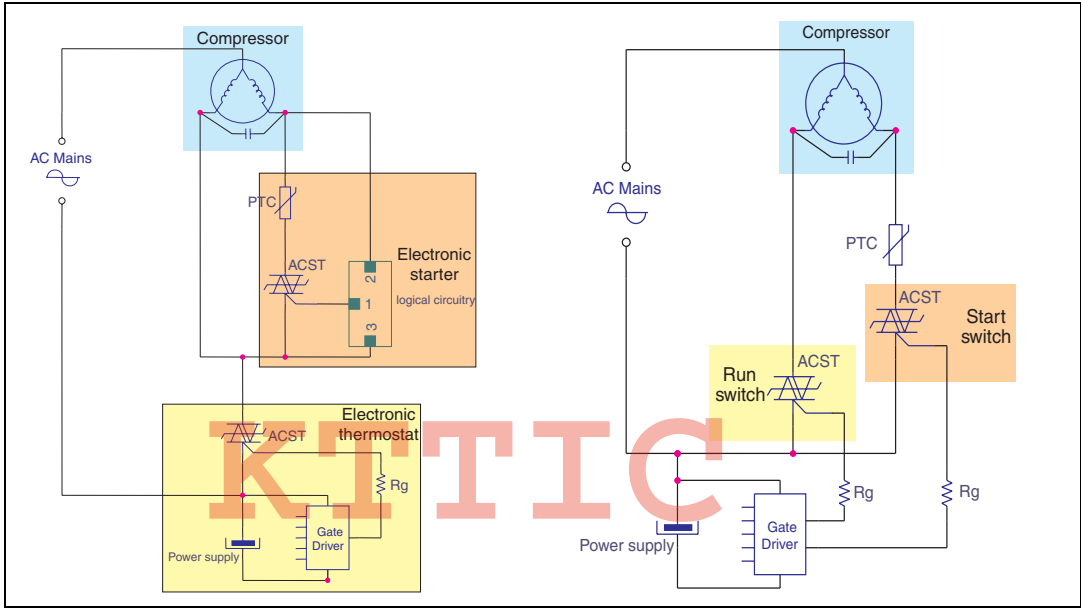 Compressor
AC Mains
PTC
ACST
Electronic
starter
logical circuitry
2
1
3
Electronic
thermostat
ACST
Rg
Gate
Driver
Power supply
KTTIC
Compressor
AC Mains
PTC
ACST
Start
switch
ACST
Run
switch
Rg
Rg
Gate
Driver
Power supply